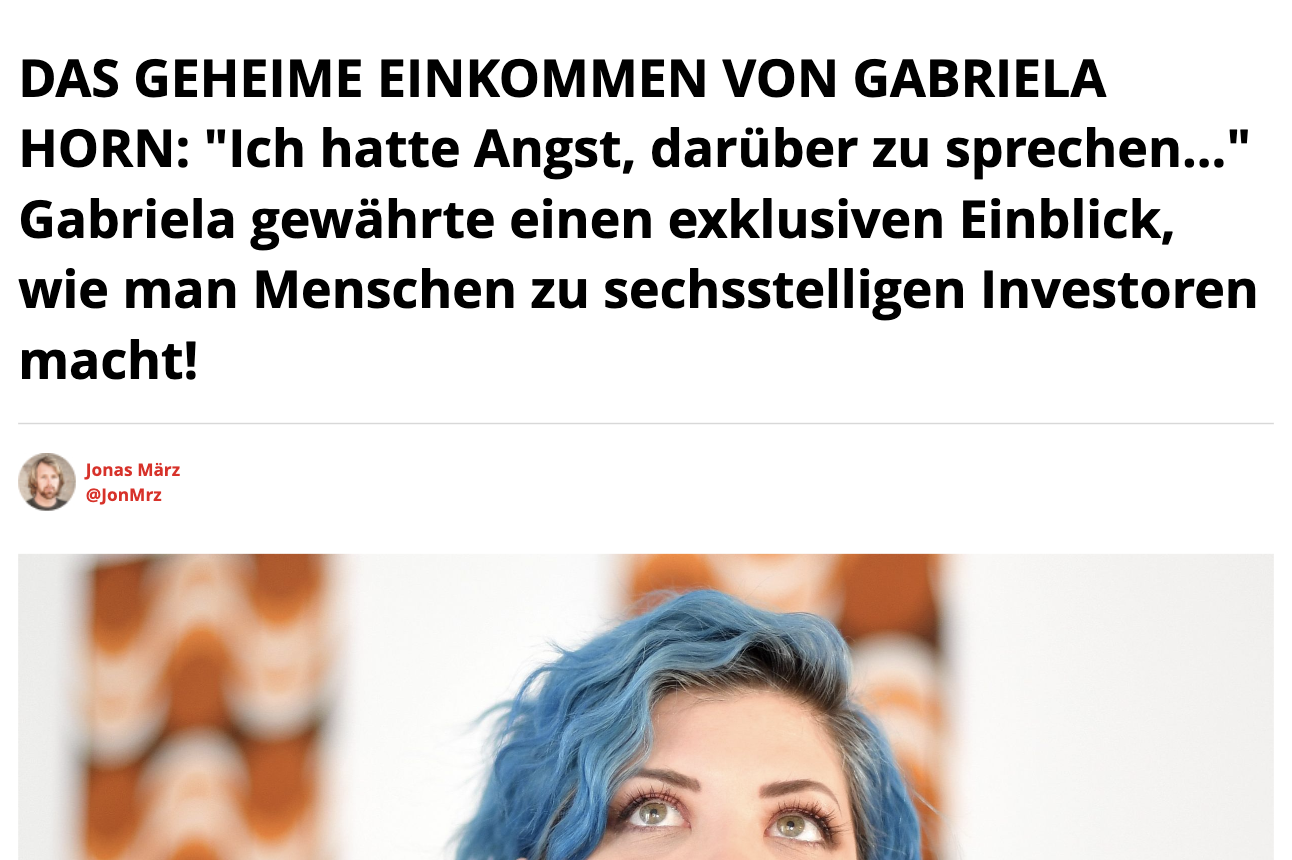 DAS GEHEIME EINKOMMEN VON GABRIELA
HORN: "Ich hatte Angst, darüber zu sprechen..."
Gabriela gewährte einen exklusiven Einblick,
wie man Menschen zu sechsstelligen Investoren
macht!
Jonas März
@JonMrz